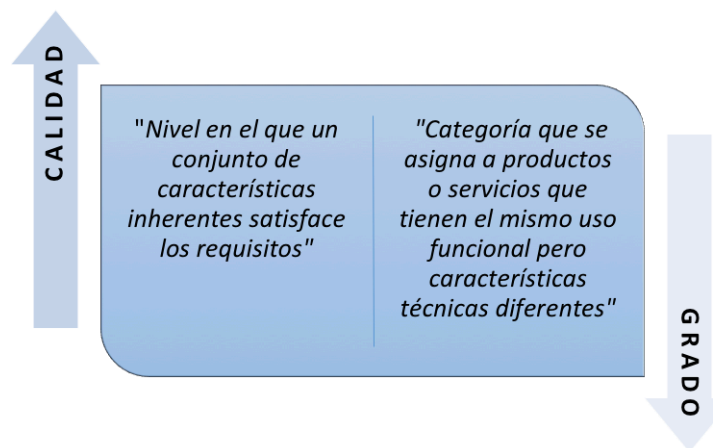 CALIDAD
"Nivel en el que un
conjunto de
características
inherentes satisface
los requisitos"
"Categoría que se
asigna a productos
o servicios que
tienen el mismo uso
funcional pero
características
técnicas diferentes"
GRADO